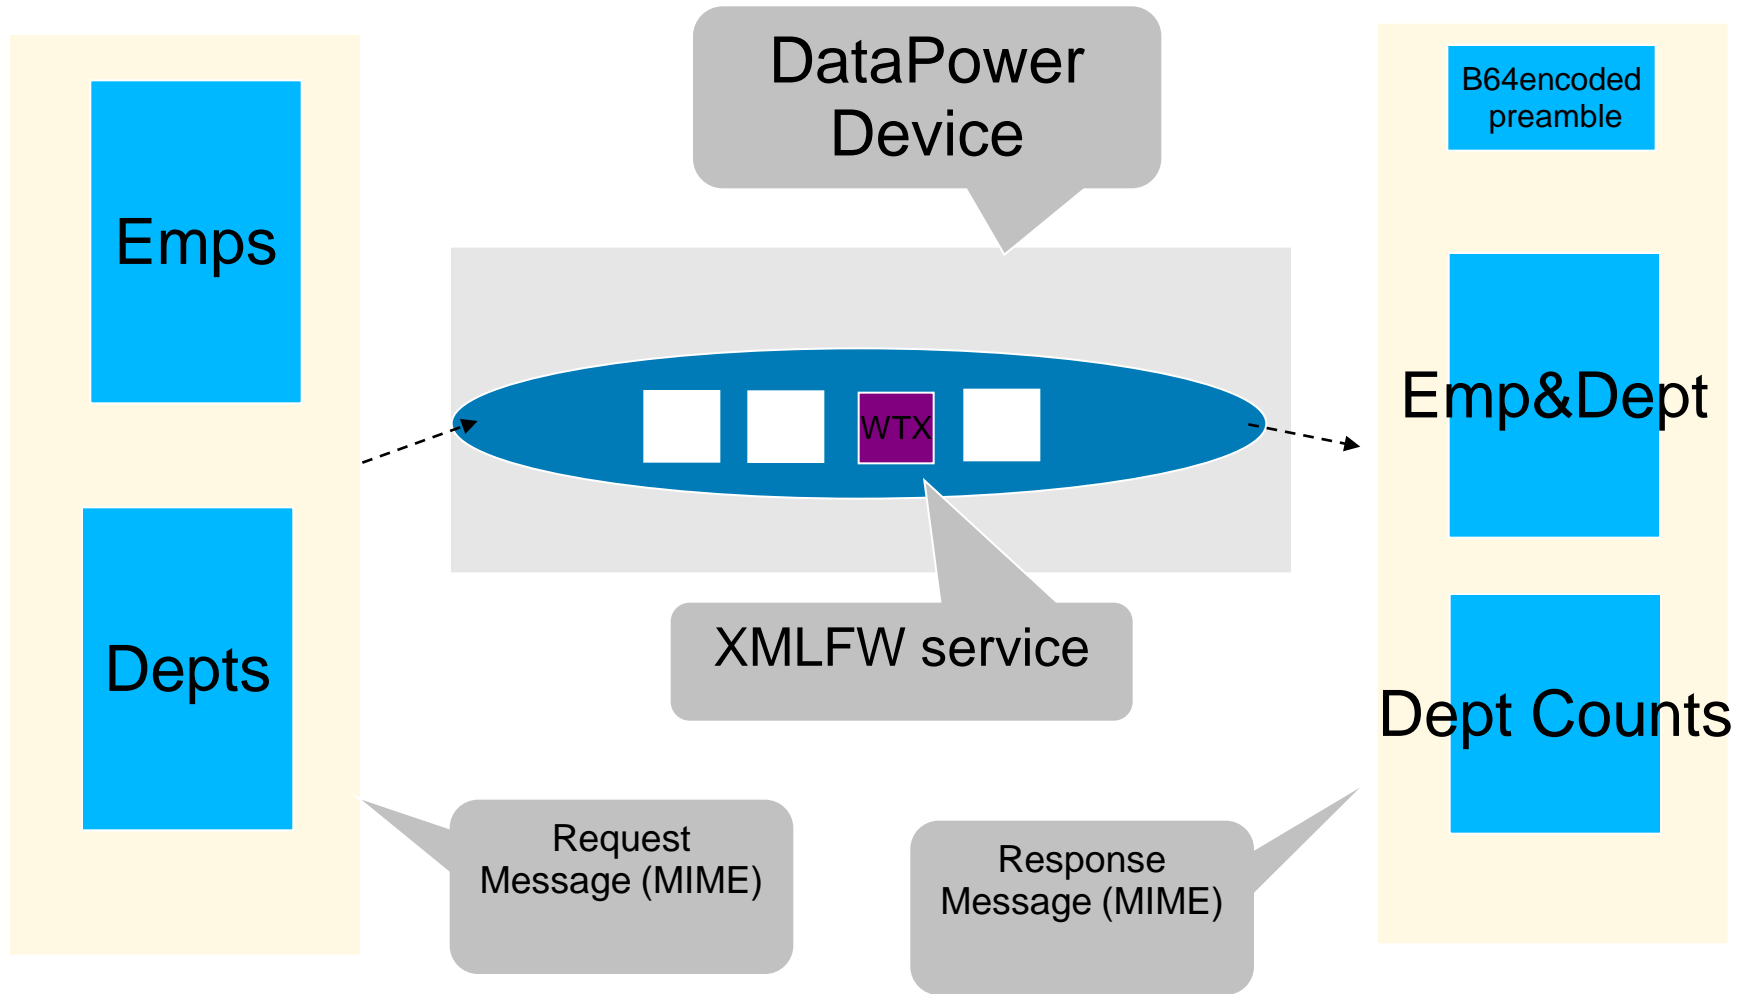 DataPower
Device
B64encoded
preamble
Emps
Emp&Dept
WTX
Depts
XMLFW service
Dept Counts
Request
Message (MIME)
Response
Message (MIME)